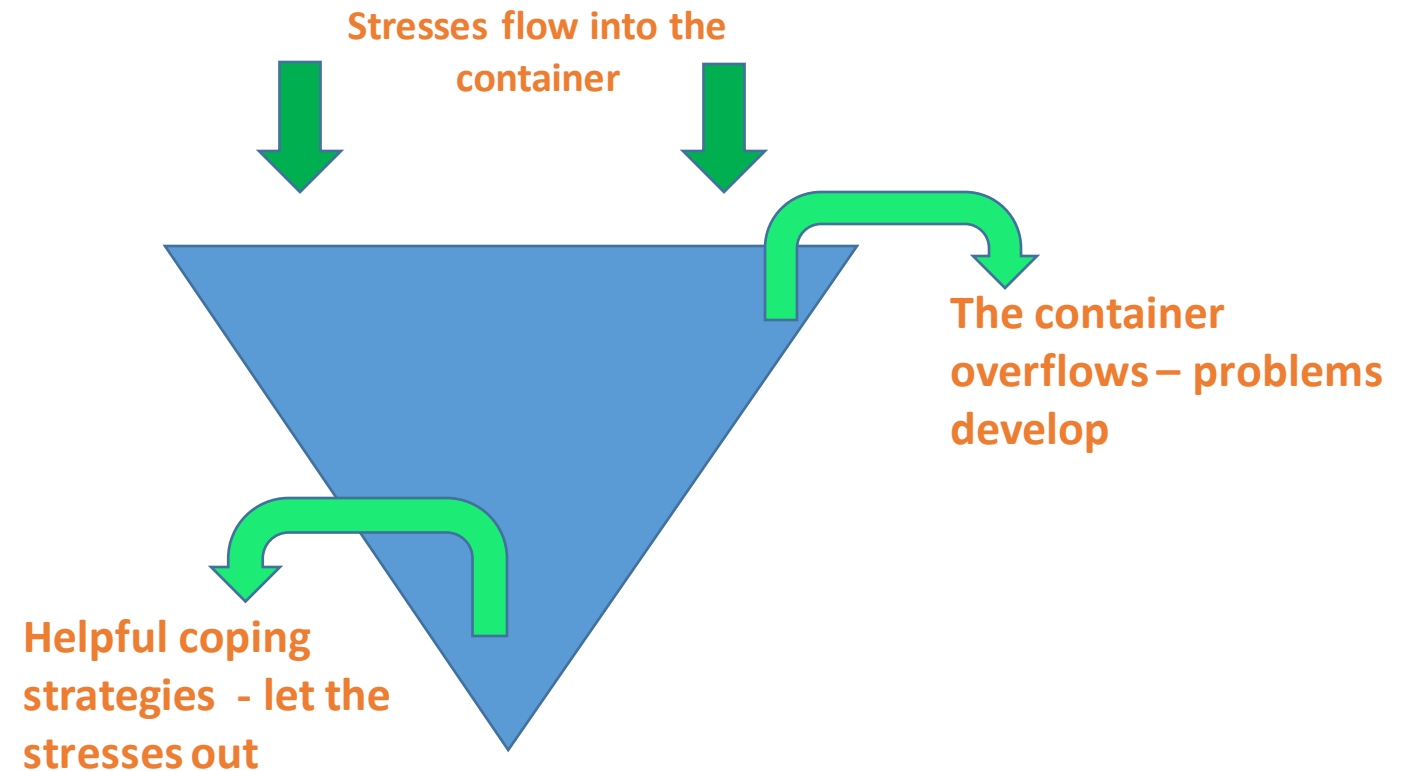 Stresses flow into the
container
The container
overflows – problems
develop
Helpful coping
strategies - let the
stresses out